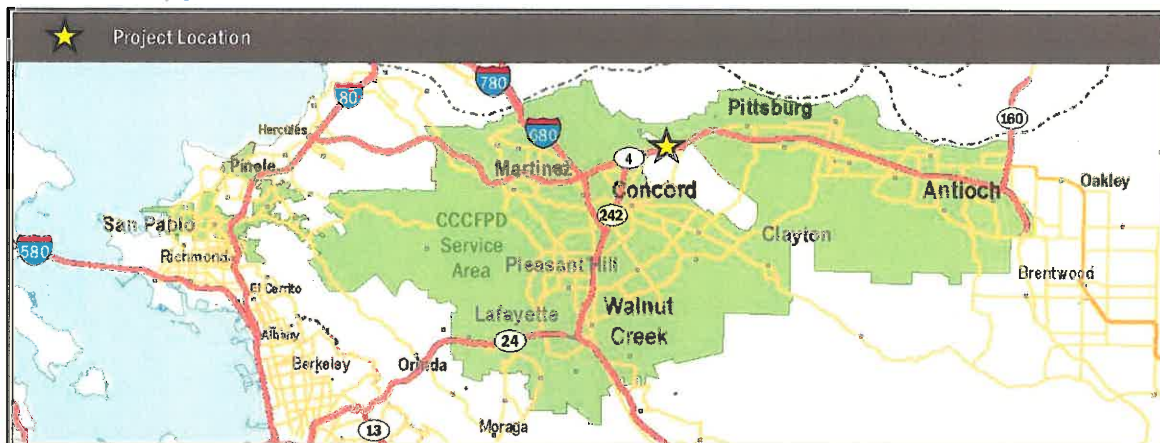 Project Location
780
80
160
Pittsburg
Hercules
680
4
Martinez
Pinole
Concord
Antioch
Oakley
242
San Pablo
CCCFPD
Service
Area
Clayton
580
Richmond
Pleasant Hill
Brentwood
El Cerrito
Lafayette
Walnut
Creek
Albany
24
Berkeley
Orinda
Moraga
13